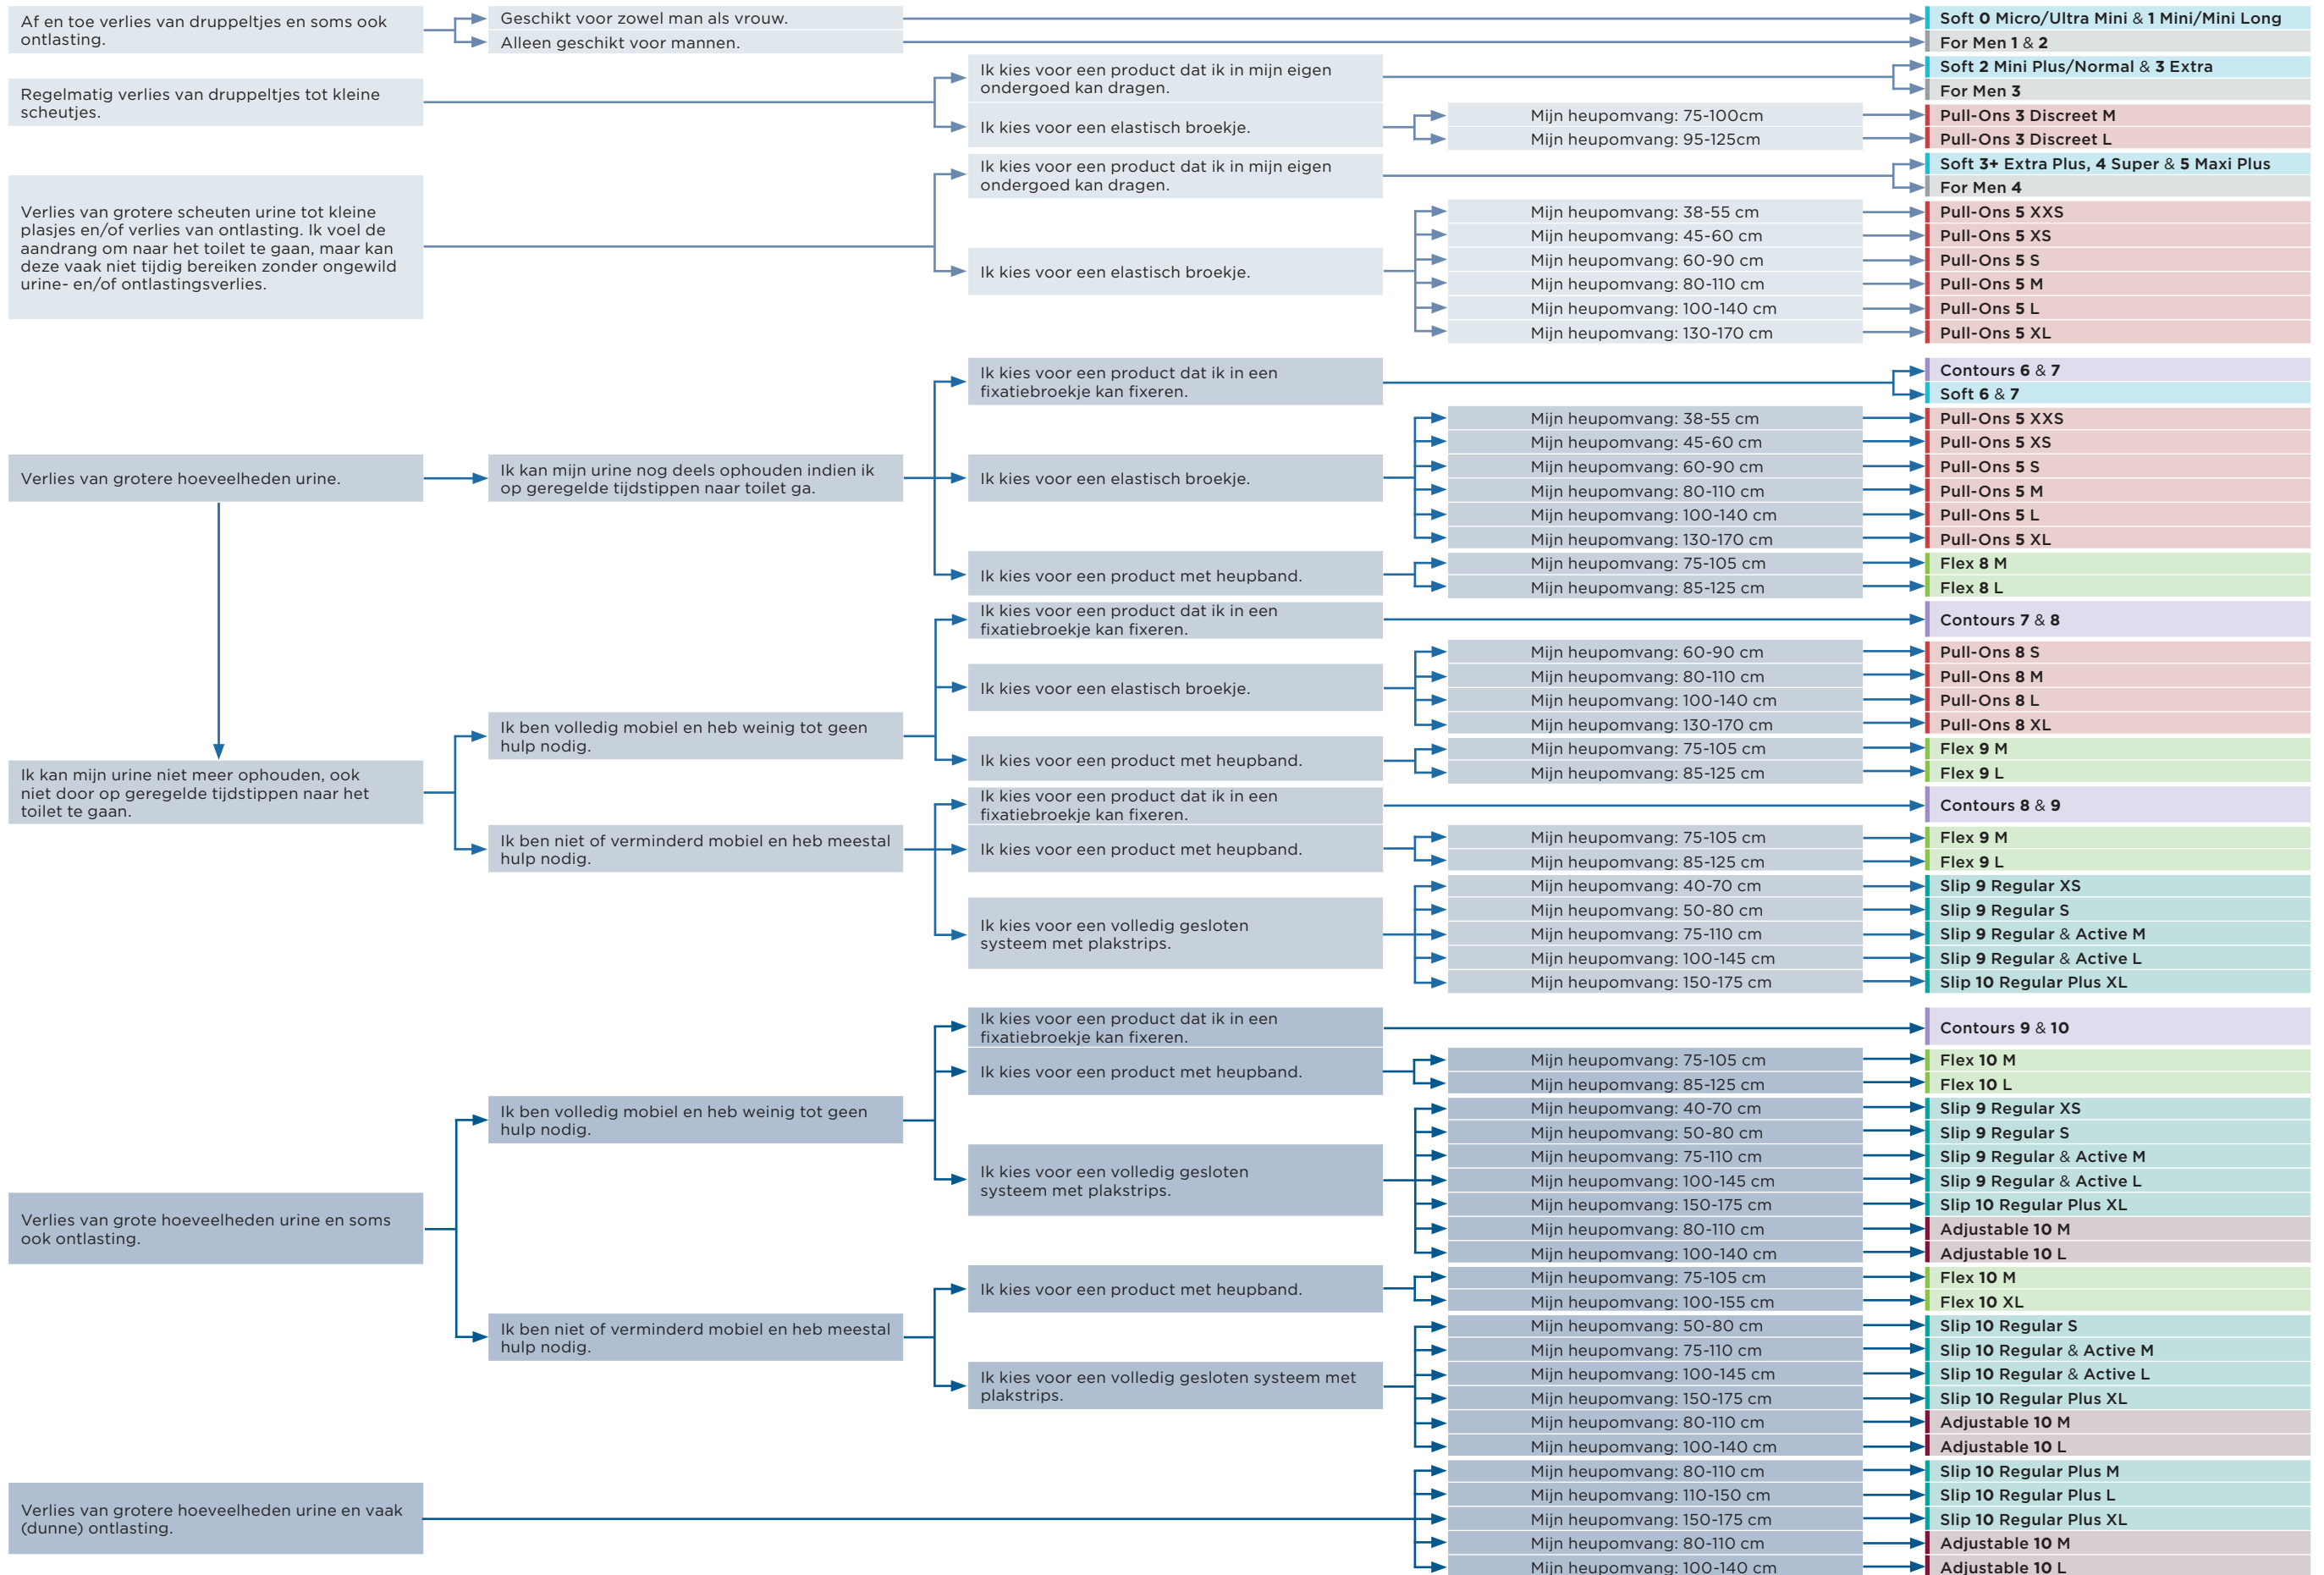 Af en toe verlies van druppeltjes en soms ook
ontlasting.
Geschikt voor zowel man als vrouw.
Soft 0 Micro/Ultra Mini & 1 Mini/Mini Long
Alleen geschikt voor mannen.
For Men 1 & 2
Regelmatig verlies van druppeltjes tot kleine
scheutjes.
Ik kies voor een product dat ik in mijn eigen
ondergoed kan dragen.
Soft 2 Mini Plus/Normal & 3 Extra
For Men 3
Ik kies voor een elastisch broekje.
Mijn heupomvang: 75-100cm
Pull-Ons 3 Discreet M
Mijn heupomvang: 95-125cm
Pull-Ons 3 Discreet L
Verlies van grotere scheuten urine tot kleine
plasjes en/of verlies van ontlasting. Ik voel de
aandrang om naar het toilet te gaan, maar kan
deze vaak niet tijdig bereiken zonder ongewild
urine- en/of ontlastingsverlies.
Ik kies voor een product dat ik in mijn eigen
ondergoed kan dragen.
Soft 3+ Extra Plus, 4 Super & 5 Maxi Plus
For Men 4
Ik kies voor een elastisch broekje.
Mijn heupomvang: 38-55 cm
Pull-Ons 5 XXS
Mijn heupomvang: 45-60 cm
Pull-Ons 5 XS
Mijn heupomvang: 60-90 cm
Pull-Ons 5 S
Mijn heupomvang: 80-110 cm
Pull-Ons 5 M
Mijn heupomvang: 100-140 cm
Pull-Ons 5 L
Mijn heupomvang: 130-170 cm
Pull-Ons 5 XL
Verlies van grotere hoeveelheden urine.
Ik kan mijn urine nog deels ophouden indien ik
op geregelde tijdstippen naar toilet ga.
Ik kies voor een product dat ik in een
fixatiebroekje kan fixeren.
Contours 6 & 7
Soft 6 & 7
Ik kies voor een elastisch broekje.
Mijn heupomvang: 38-55 cm
Pull-Ons 5 XXS
Mijn heupomvang: 45-60 cm
Pull-Ons 5 XS
Mijn heupomvang: 60-90 cm
Pull-Ons 5 S
Mijn heupomvang: 80-110 cm
Pull-Ons 5 M
Mijn heupomvang: 100-140 cm
Pull-Ons 5 L
Mijn heupomvang: 130-170 cm
Pull-Ons 5 XL
Ik kies voor een product met heupband.
Mijn heupomvang: 75-105 cm
Flex 8 M
Mijn heupomvang: 85-125 cm
Flex 8 L
Ik kan mijn urine niet meer ophouden, ook
niet door op geregelde tijdstippen naar het
toilet te gaan.
Ik ben volledig mobiel en heb weinig tot geen
hulp nodig.
Ik kies voor een product dat ik in een
fixatiebroekje kan fixeren.
Contours 7 & 8
Ik kies voor een elastisch broekje.
Mijn heupomvang: 60-90 cm
Pull-Ons 8 S
Mijn heupomvang: 80-110 cm
Pull-Ons 8 M
Mijn heupomvang: 100-140 cm
Pull-Ons 8 L
Mijn heupomvang: 130-170 cm
Pull-Ons 8 XL
Ik kies voor een product met heupband.
Mijn heupomvang: 75-105 cm
Flex 9 M
Mijn heupomvang: 85-125 cm
Flex 9 L
Ik ben niet of verminderd mobiel en heb meestal
hulp nodig.
Ik kies voor een product dat ik in een
fixatiebroekje kan fixeren.
Contours 8 & 9
Ik kies voor een product met heupband.
Mijn heupomvang: 75-105 cm
Flex 9 M
Mijn heupomvang: 85-125 cm
Flex 9 L
Ik kies voor een volledig gesloten
systeem met plakstrips.
Mijn heupomvang: 40-70 cm
Slip 9 Regular XS
Mijn heupomvang: 50-80 cm
Slip 9 Regular S
Mijn heupomvang: 75-110 cm
Slip 9 Regular & Active M
Mijn heupomvang: 100-145 cm
Slip 9 Regular & Active L
Mijn heupomvang: 150-175 cm
Slip 10 Regular Plus XL
Verlies van grote hoeveelheden urine en soms
ook ontlasting.
Ik ben volledig mobiel en heb weinig tot geen
hulp nodig.
Ik kies voor een product dat ik in een
fixatiebroekje kan fixeren.
Contours 9 & 10
Ik kies voor een product met heupband.
Mijn heupomvang: 75-105 cm
Flex 10 M
Mijn heupomvang: 85-125 cm
Flex 10 L
Ik kies voor een volledig gesloten
systeem met plakstrips.
Mijn heupomvang: 40-70 cm
Slip 9 Regular XS
Mijn heupomvang: 50-80 cm
Slip 9 Regular S
Mijn heupomvang: 75-110 cm
Slip 9 Regular & Active M
Mijn heupomvang: 100-145 cm
Slip 9 Regular & Active L
Mijn heupomvang: 150-175 cm
Slip 10 Regular Plus XL
Mijn heupomvang: 80-110 cm
Adjustable 10 M
Mijn heupomvang: 100-140 cm
Adjustable 10 L
Ik ben niet of verminderd mobiel en heb meestal
hulp nodig.
Ik kies voor een product met heupband.
Mijn heupomvang: 75-105 cm
Flex 10 M
Mijn heupomvang: 100-155 cm
Flex 10 XL
Ik kies voor een volledig gesloten systeem met
plakstrips.
Mijn heupomvang: 50-80 cm
Slip 10 Regular S
Mijn heupomvang: 75-110 cm
Slip 10 Regular & Active M
Mijn heupomvang: 100-145 cm
Slip 10 Regular & Active L
Mijn heupomvang: 150-175 cm
Slip 10 Regular Plus XL
Mijn heupomvang: 80-110 cm
Adjustable 10 M
Mijn heupomvang: 100-140 cm
Adjustable 10 L
Verlies van grotere hoeveelheden urine en vaak
(dunne) ontlasting.
Mijn heupomvang: 80-110 cm
Slip 10 Regular Plus M
Mijn heupomvang: 110-150 cm
Slip 10 Regular Plus L
Mijn heupomvang: 150-175 cm
Slip 10 Regular Plus XL
Mijn heupomvang: 80-110 cm
Adjustable 10 M
Mijn heupomvang: 100-140 cm
Adjustable 10 L